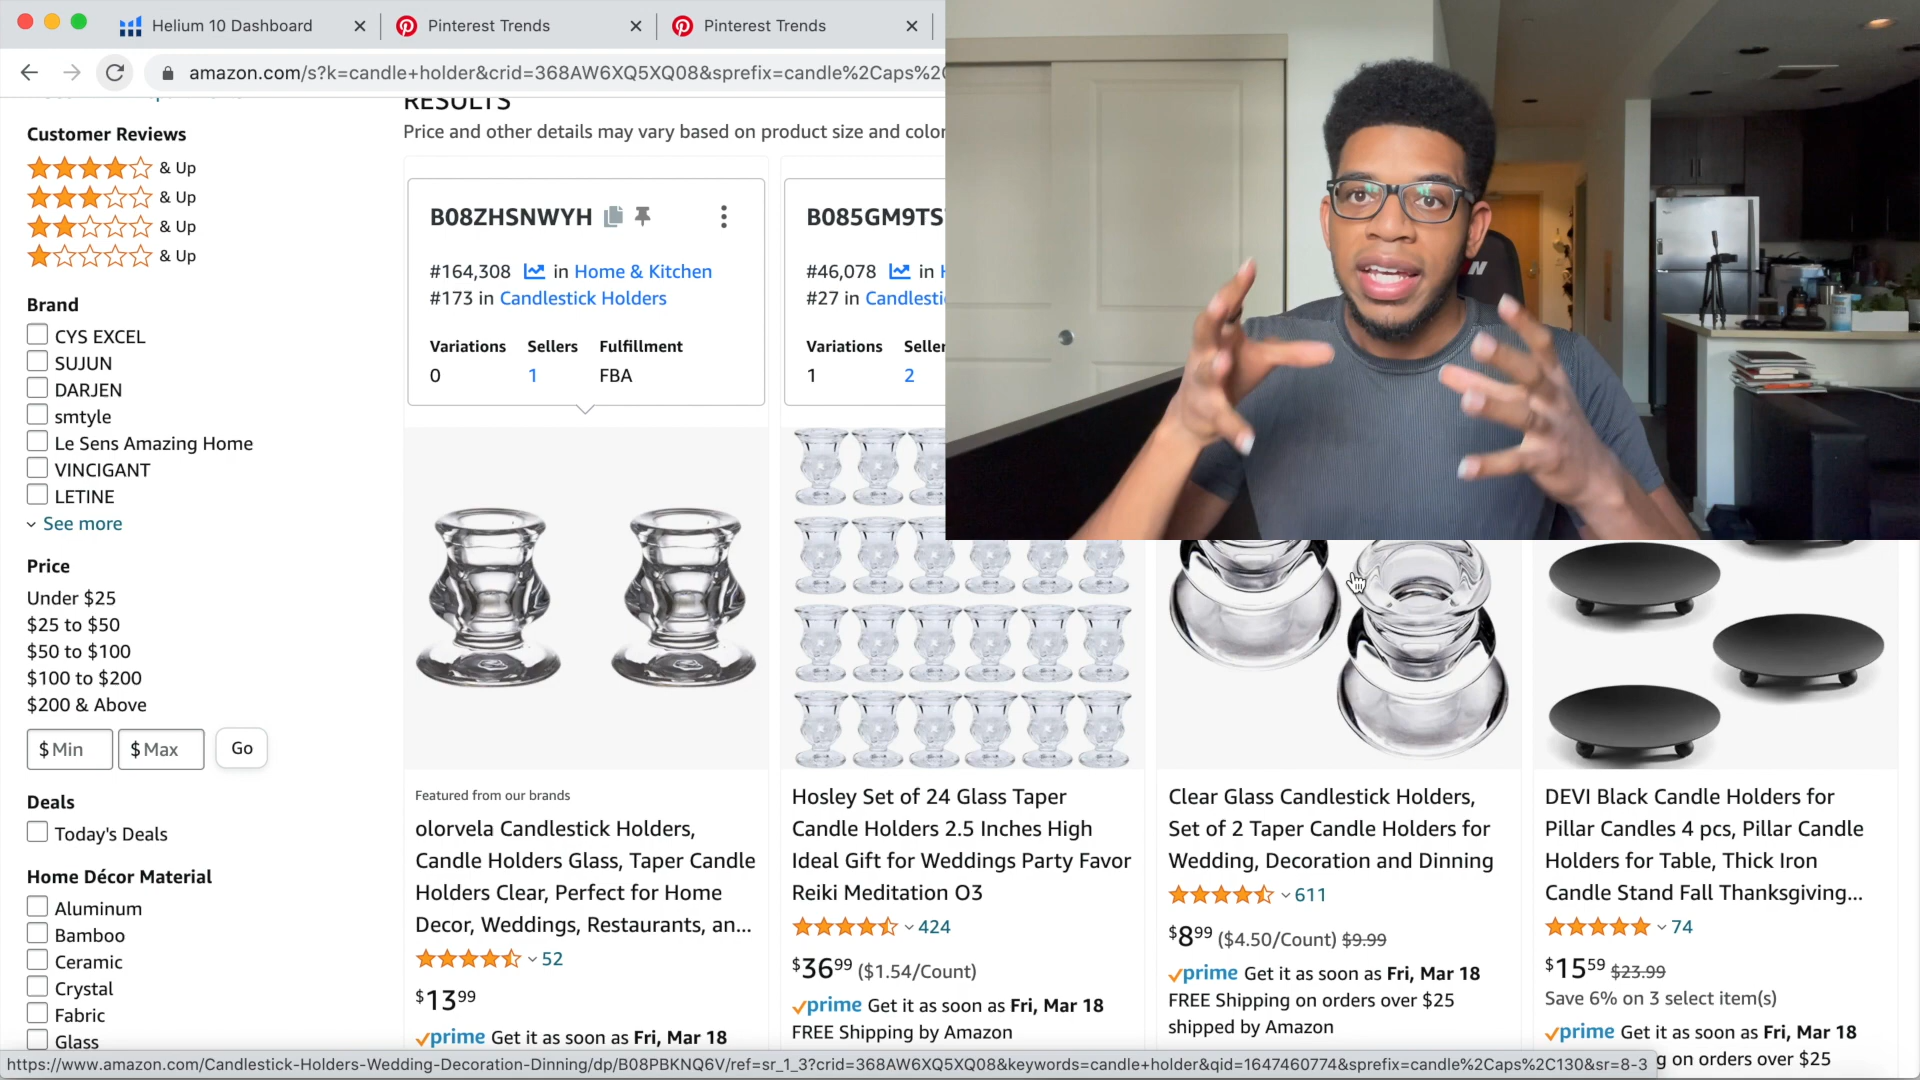 Helium 10 Dashboard
Pinterest Trends
Pinterest Trends
amazon.com/s?k=candle+holder&crid=368AW6XQ5XQ08&sprefix=candle%2Caps%2C
RESULTS
Price and other details may vary based on product size and color
Customer Reviews
& Up
& Up
& Up
& Up
Brand
CYS EXCEL
SUJUN
DARJEN
smtyle
Le Sens Amazing Home
VINCIGANT
LETINE
See more
Price
Under $25
$25 to $50
$50 to $100
$100 to $200
$200 & Above
$ Min $ Max Go
Deals
Today's Deals
Home Décor Material
Aluminum
Bamboo
Ceramic
Crystal
Fabric
Glass
B08ZHSNWYH
#164,308 in Home & Kitchen
#173 in Candlestick Holders
Variations Sellers Fulfillment
0 1 FBA
Featured from our brands
olorvela Candlestick Holders,
Candle Holders Glass, Taper Candle
Holders Clear, Perfect for Home
Decor, Weddings, Restaurants, an...
52
$13 99
prime Get it as soon as Fri, Mar 18
B085GM9TS
#46,078 in
#27 in Candlesti
Variations Seller
1 2
Hosley Set of 24 Glass Taper
Candle Holders 2.5 Inches High
Ideal Gift for Weddings Party Favor
Reiki Meditation O3
424
$36 99 ($1.54/Count)
prime Get it as soon as Fri, Mar 18
FREE Shipping by Amazon
Clear Glass Candlestick Holders,
Set of 2 Taper Candle Holders for
Wedding, Decoration and Dinning
611
$8 99 ($4.50/Count) $9.99
prime Get it as soon as Fri, Mar 18
FREE Shipping on orders over $25
shipped by Amazon
DEVI Black Candle Holders for
Pillar Candles 4 pcs, Pillar Candle
Holders for Table, Thick Iron
Candle Stand Fall Thanksgiving...
74
$15 59 $23.99
Save 6% on 3 select item(s)
prime Get it as soon as Fri, Mar 18
g on orders over $25
https://www.amazon.com/Candlestick-Holders-Wedding-Decoration-Dinning/dp/B08PBKNQ6V/ref=sr_1_3?crid=368AW6XQ5XQ08&keywords=candle+holder&qid=1647460774&sprefix=candle%2Caps%2C130&sr=8-3